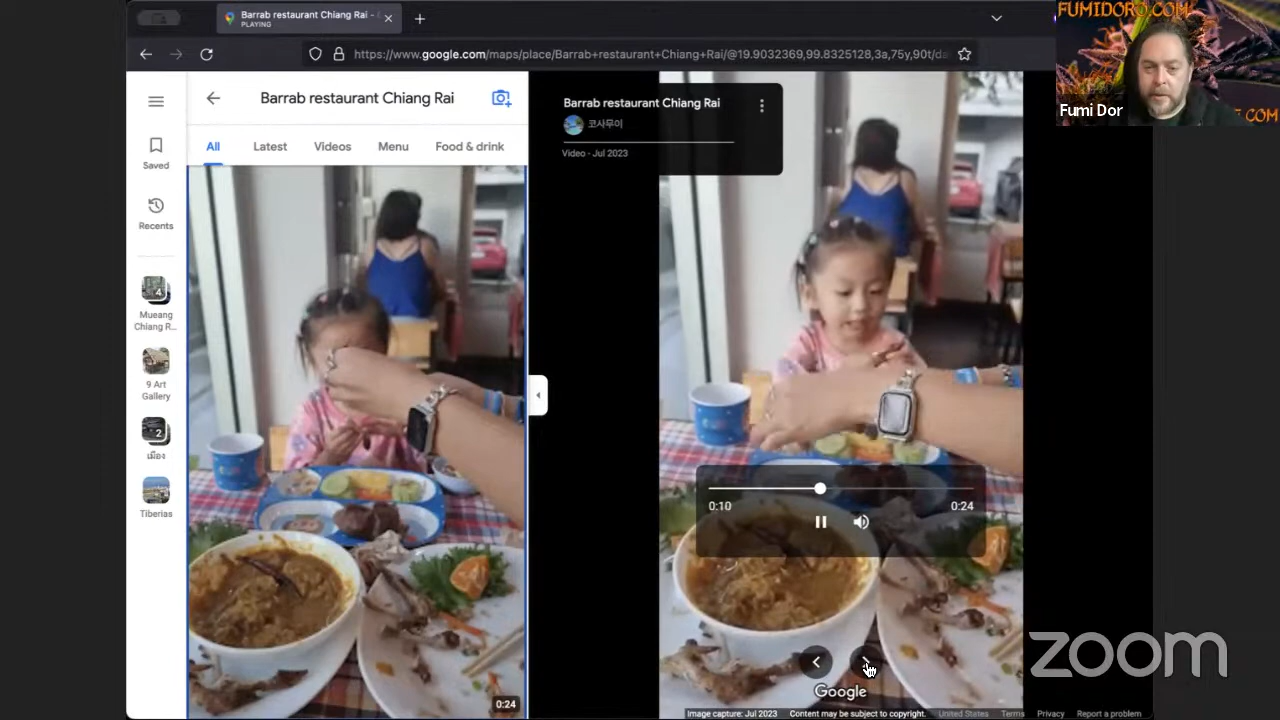 Barrab restaurant Chiang Rai -
PLAYING
https://www.google.com/maps/place/Barrab+restaurant+Chiang+Rai/@19.9032369,99.8325128,3a,75y,90t/da
FUMIDORO.COM
Fumi Dor
COM
Saved
Recents
4
Mueang
Chiang R...
9 Art
Gallery
2
เมือง
Tiberias
Barrab restaurant Chiang Rai
All Latest Videos Menu Food & drink
0:24
Barrab restaurant Chiang Rai
코사무이
Video - Jul 2023
0:10 0:24
Google
Image capture: Jul 2023 Content may be subject to copyright. United States Terms Privacy Report a problem
zoom